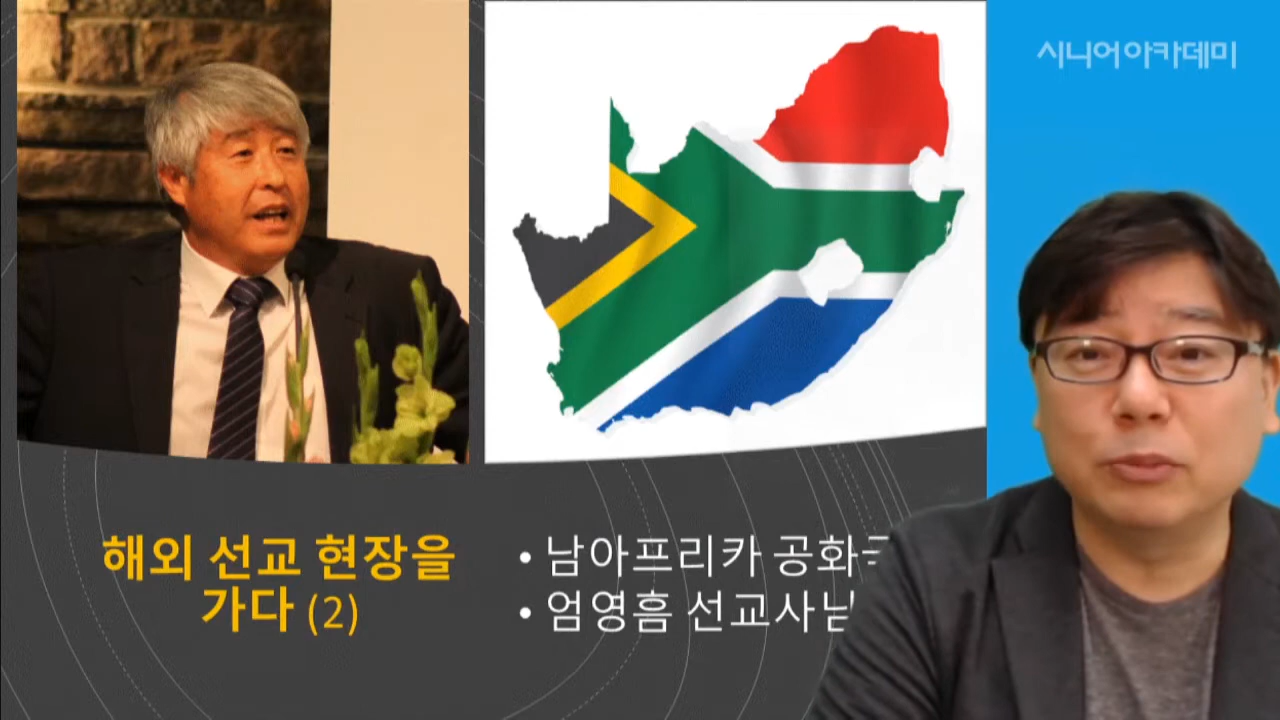 시니어아카데미
해외 선교 현장을
가다 (2)
• 남아프리카 공화
• 엄영흠 선교사님